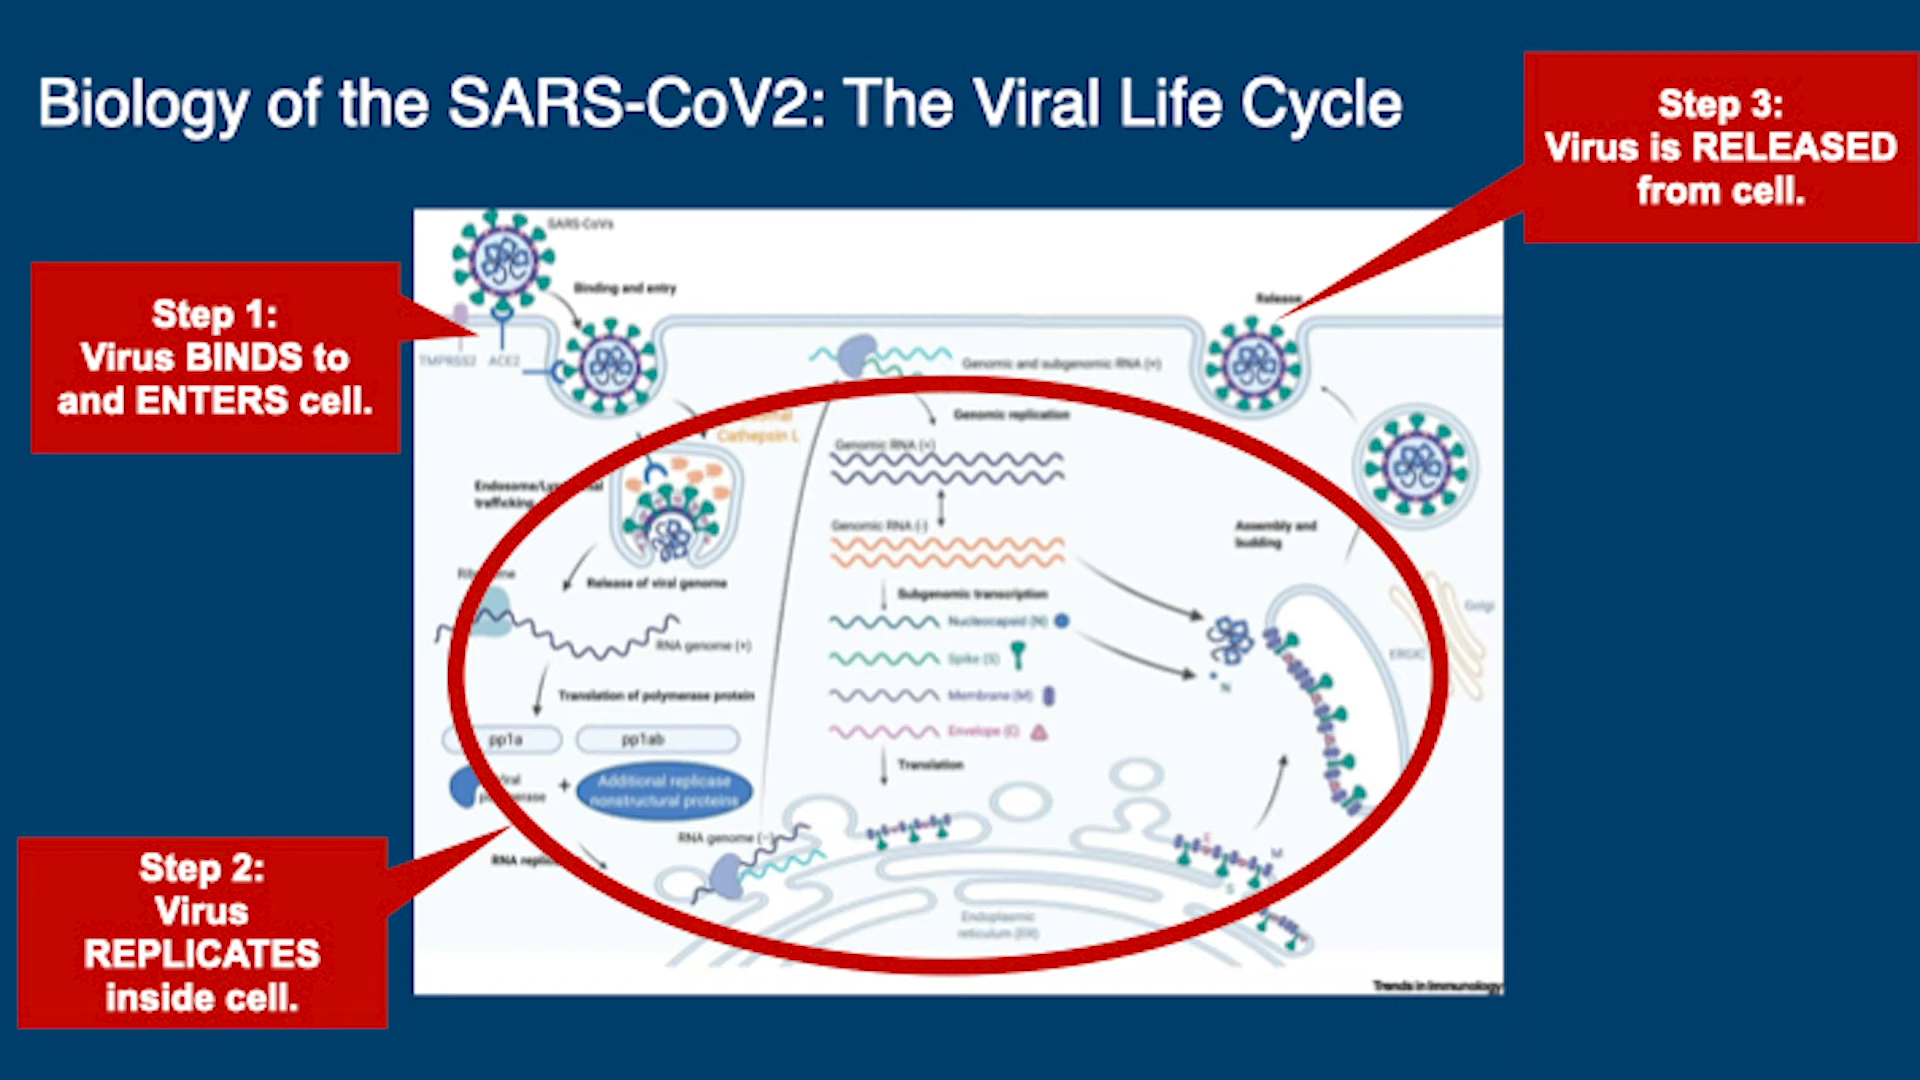 Biology of the SARS-CoV2: The Viral Life Cycle
Step 3:
Virus is RELEASED
from cell.
Step 1:
Virus BINDS to
and ENTERS cell.
Step 2:
Virus
REPLICATES
inside cell.
SARS-CoVs
Binding and entry
TMPRSS2
ACE2
Release
Genomic and subgenomic RNA (+)
Cathepsin L
Genomic replication
Genomic RNA (+)
Genomic RNA (-)
trafficking
Release of viral genome
RNA genome (+)
Translation of polymerase protein
pp1a
pp1ab
+
Additional replicase
nonstructural proteins
RNA genome (-)
RNA
Subgenomic transcription
Nucleocapsid (N)
Spike (S)
Membrane (M)
Envelope (E)
Translation
Endoplasmic
reticulum (ER)
Assembly and
budding
N
ERGIC
Golgi
E
M
S
Trends in Immunology